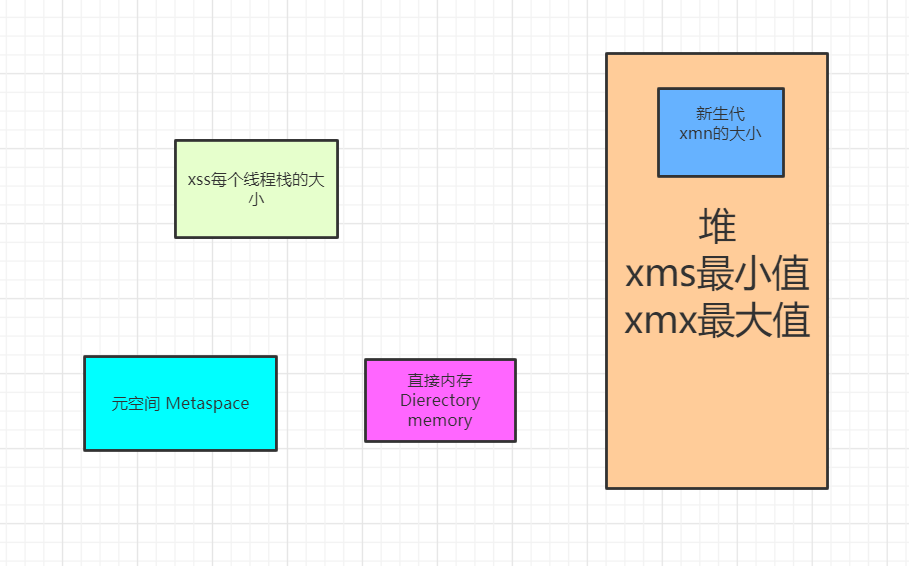 新生代
xmn的大小
xss每个线程栈的大
小
堆
xms最小值
xmx最大值
元空间 Metaspace
直接内存
Dierectory
memory